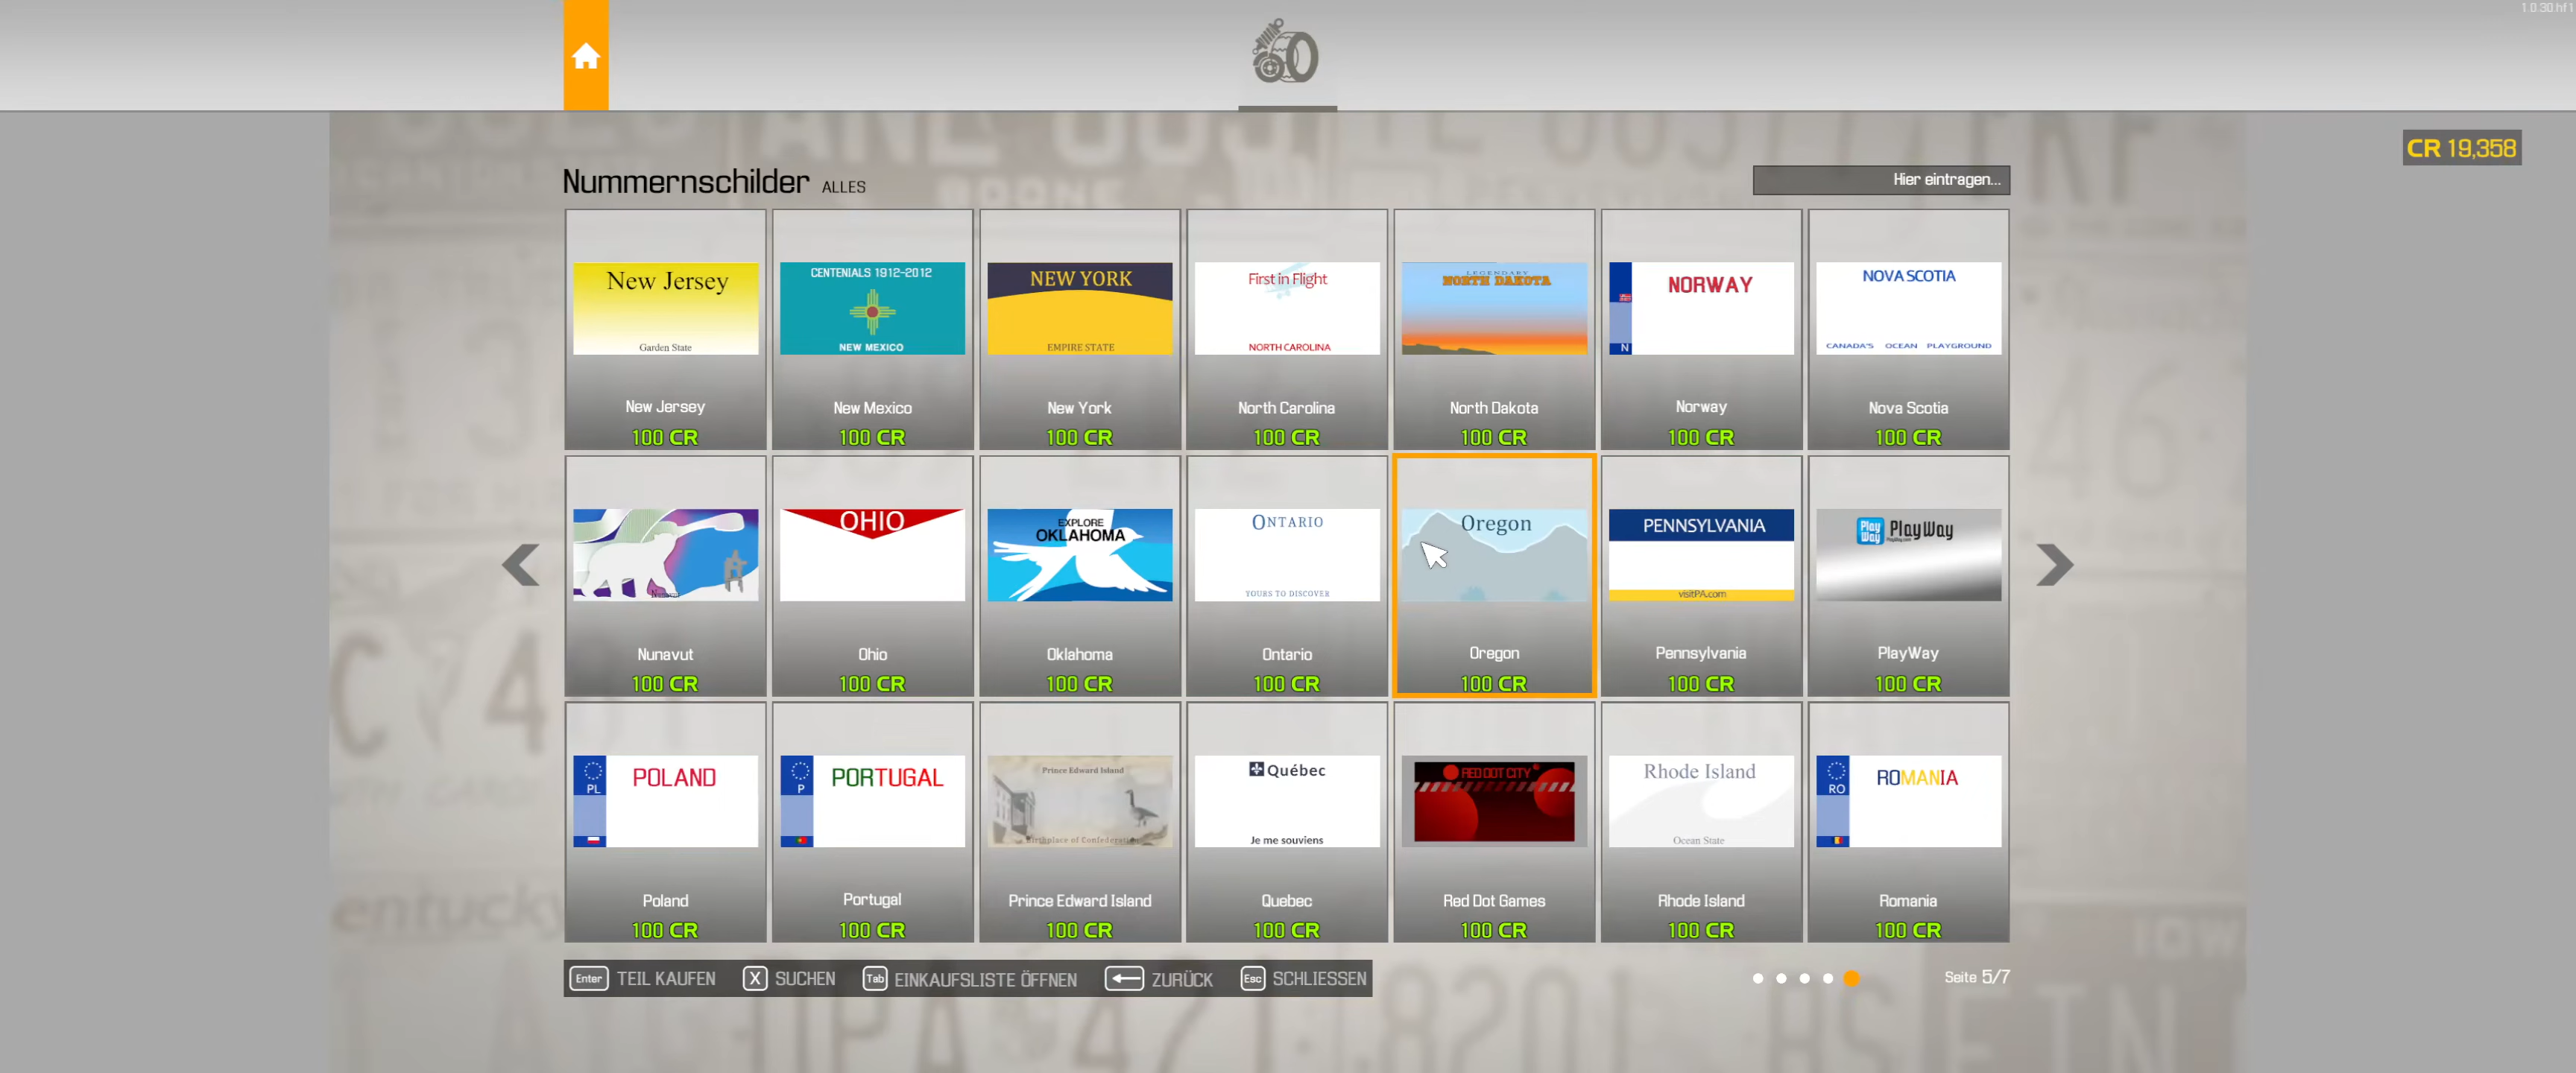 1.0.30 hf1
CR 19,358
Nummernschilder ALLES
Hier eintragen...
New Jersey
Garden State
New Jersey
100 CR
CENTENIALS 1912-2012
NEW MEXICO
New Mexico
100 CR
NEW YORK
EMPIRE STATE
New York
100 CR
First in Flight
NORTH CAROLINA
North Carolina
100 CR
LEGENDARY
NORTH DAKOTA
North Dakota
100 CR
NORWAY
N
Norway
100 CR
NOVA SCOTIA
CANADA'S OCEAN PLAYGROUND
Nova Scotia
100 CR
Nunavut
100 CR
OHIO
Ohio
100 CR
EXPLORE
OKLAHOMA
Oklahoma
100 CR
ONTARIO
YOURS TO DISCOVER
Ontario
100 CR
Oregon
Oregon
100 CR
PENNSYLVANIA
visitPA.com
Pennsylvania
100 CR
Play Way PlayWay
PlayWay
100 CR
POLAND
PL
Poland
100 CR
PORTUGAL
P
Portugal
100 CR
Prince Edward Island
Birthplace of Confederation
Prince Edward Island
100 CR
Québec
Je me souviens
Quebec
100 CR
RED DOT CITY
Red Dot Games
100 CR
Rhode Island
Ocean State
Rhode Island
100 CR
ROMANIA
RO
Romania
100 CR
Enter TEIL KAUFEN X SUCHEN Tab EINKAUFSLISTE ÖFFNEN ZURÜCK Esc SCHLIESSEN
Seite 5/7